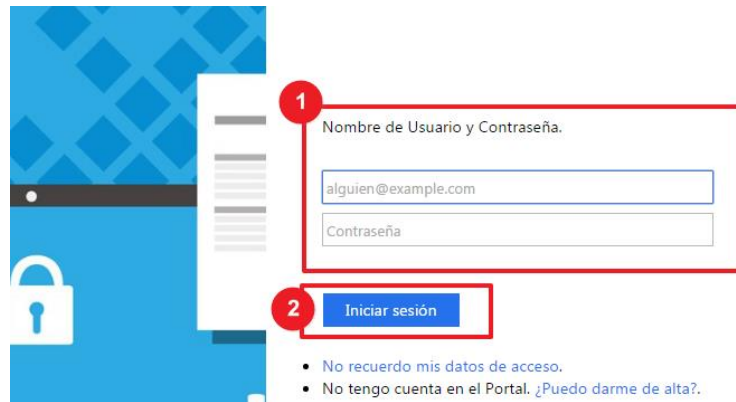 1
Nombre de Usuario y Contraseña.
alguien@example.com
Contraseña
2
Iniciar sesión
No recuerdo mis datos de acceso.
No tengo cuenta en el Portal. ¿Puedo darme de alta?.